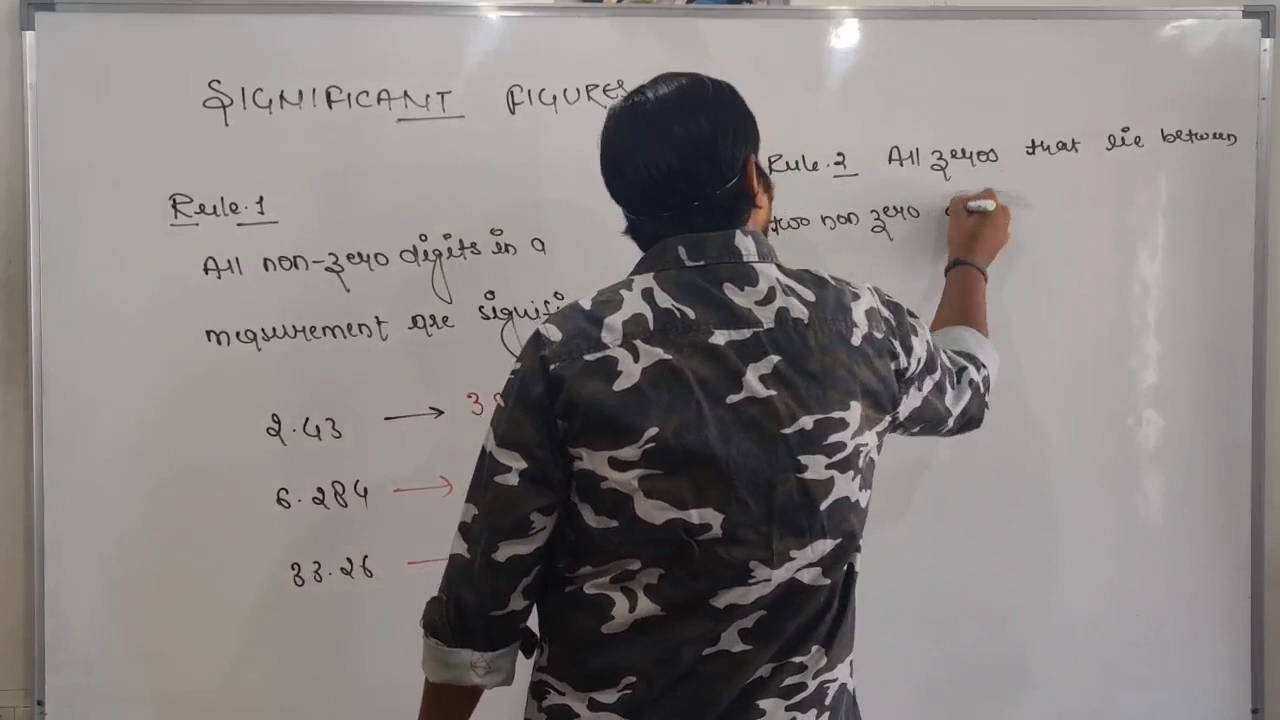 SIGNIFICANT FIGURES
Rule.1
All non-zero digits in a
measurement are signifi
2.43 → 3
6.284 →
33.26
Rule.2 All zeros that lie between
two non zero